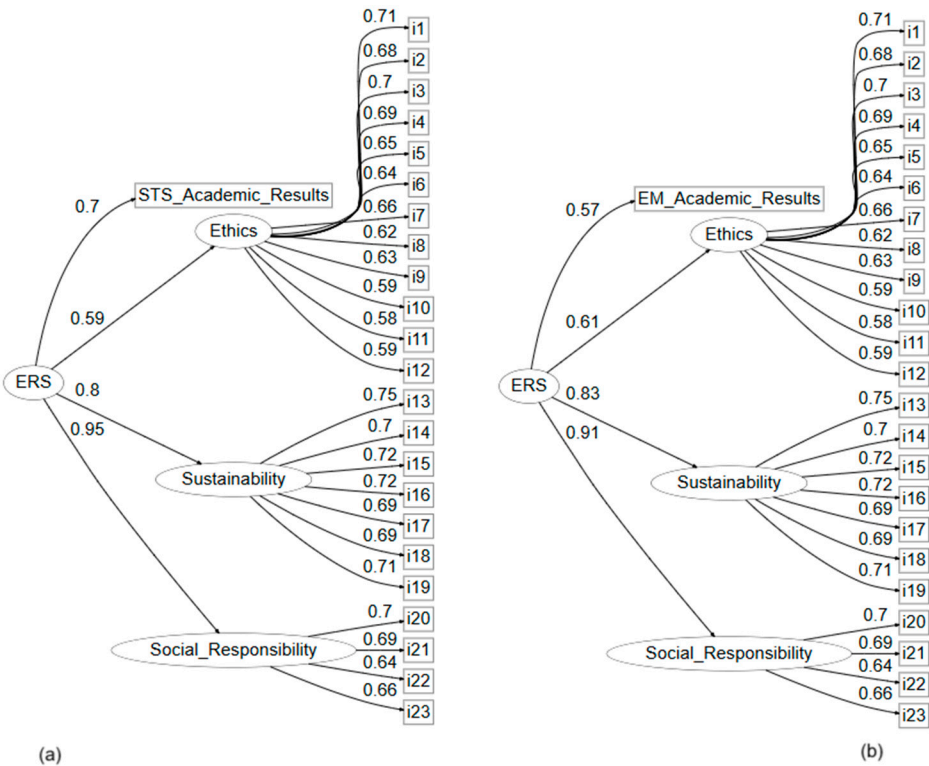 0.71
i1
0.68
i2
0.7
i3
0.69
i4
0.65
i5
0.64
i6
STS_Academic_Results
0.7
0.66
i7
Ethics
0.62
i8
0.63
i9
0.59
i10
0.59
0.58
i11
0.59
i12
ERS
0.8
0.75
i13
0.95
0.7
i14
0.72
i15
Sustainability
0.72
i16
0.69
i17
0.69
i18
0.71
i19
0.7
i20
Social_Responsibility
0.69
i21
0.64
i22
0.66
i23
(a)
0.71
i1
0.68
i2
0.7
i3
0.69
i4
0.65
i5
0.64
i6
EM_Academic_Results
0.57
0.66
i7
Ethics
0.62
i8
0.63
i9
0.59
i10
0.61
0.58
i11
0.59
i12
ERS
0.83
0.75
i13
0.91
0.7
i14
0.72
i15
Sustainability
0.72
i16
0.69
i17
0.69
i18
0.71
i19
0.7
i20
Social_Responsibility
0.69
i21
0.64
i22
0.66
i23
(b)